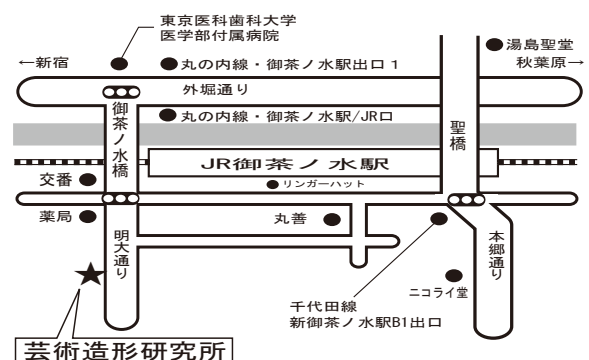 東京医科歯科大学
医学部付属病院
湯島聖堂
←新宿
丸の内線・御茶ノ水駅出口1
秋葉原→
外堀通り
御茶ノ水橋
丸の内線・御茶ノ水駅/JR口
聖橋
JR御茶ノ水駅
交番
リンガーハット
薬局
丸善
明大通り
本郷通り
ニコライ堂
千代田線
新御茶ノ水駅B1出口
芸術造形研究所